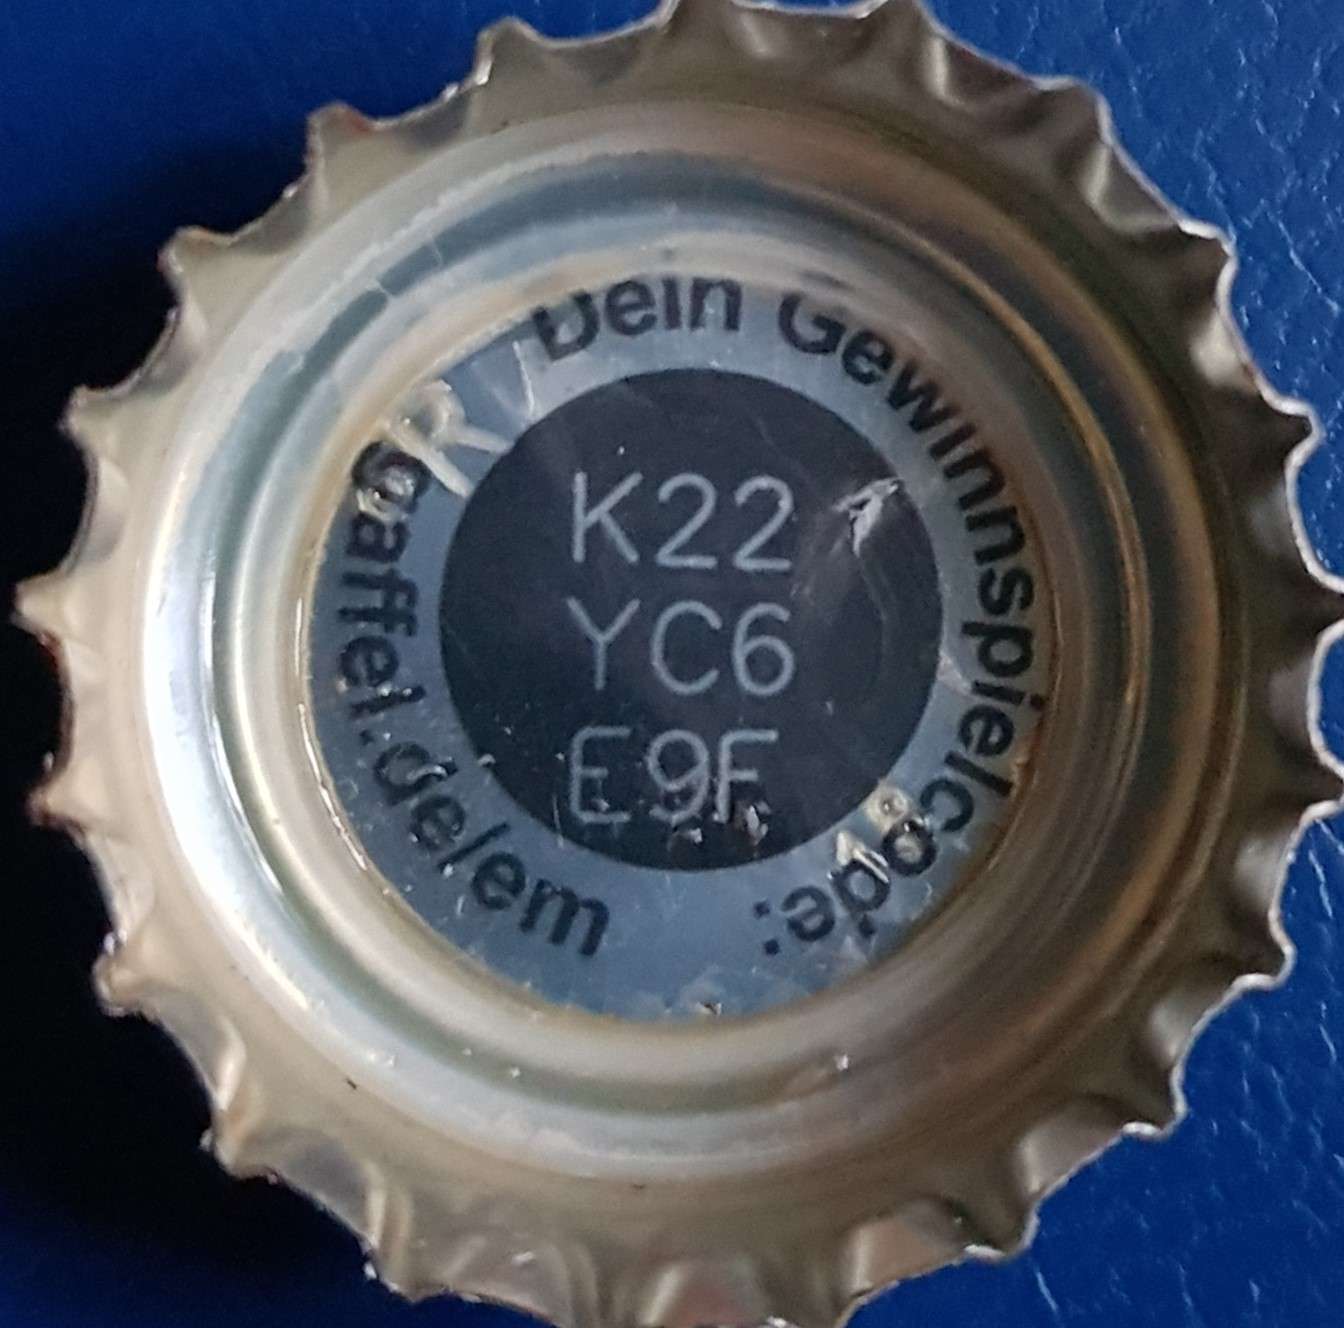 Dein Gewinnspielcode:
K22
YC6
E9F
gaffel.de/em